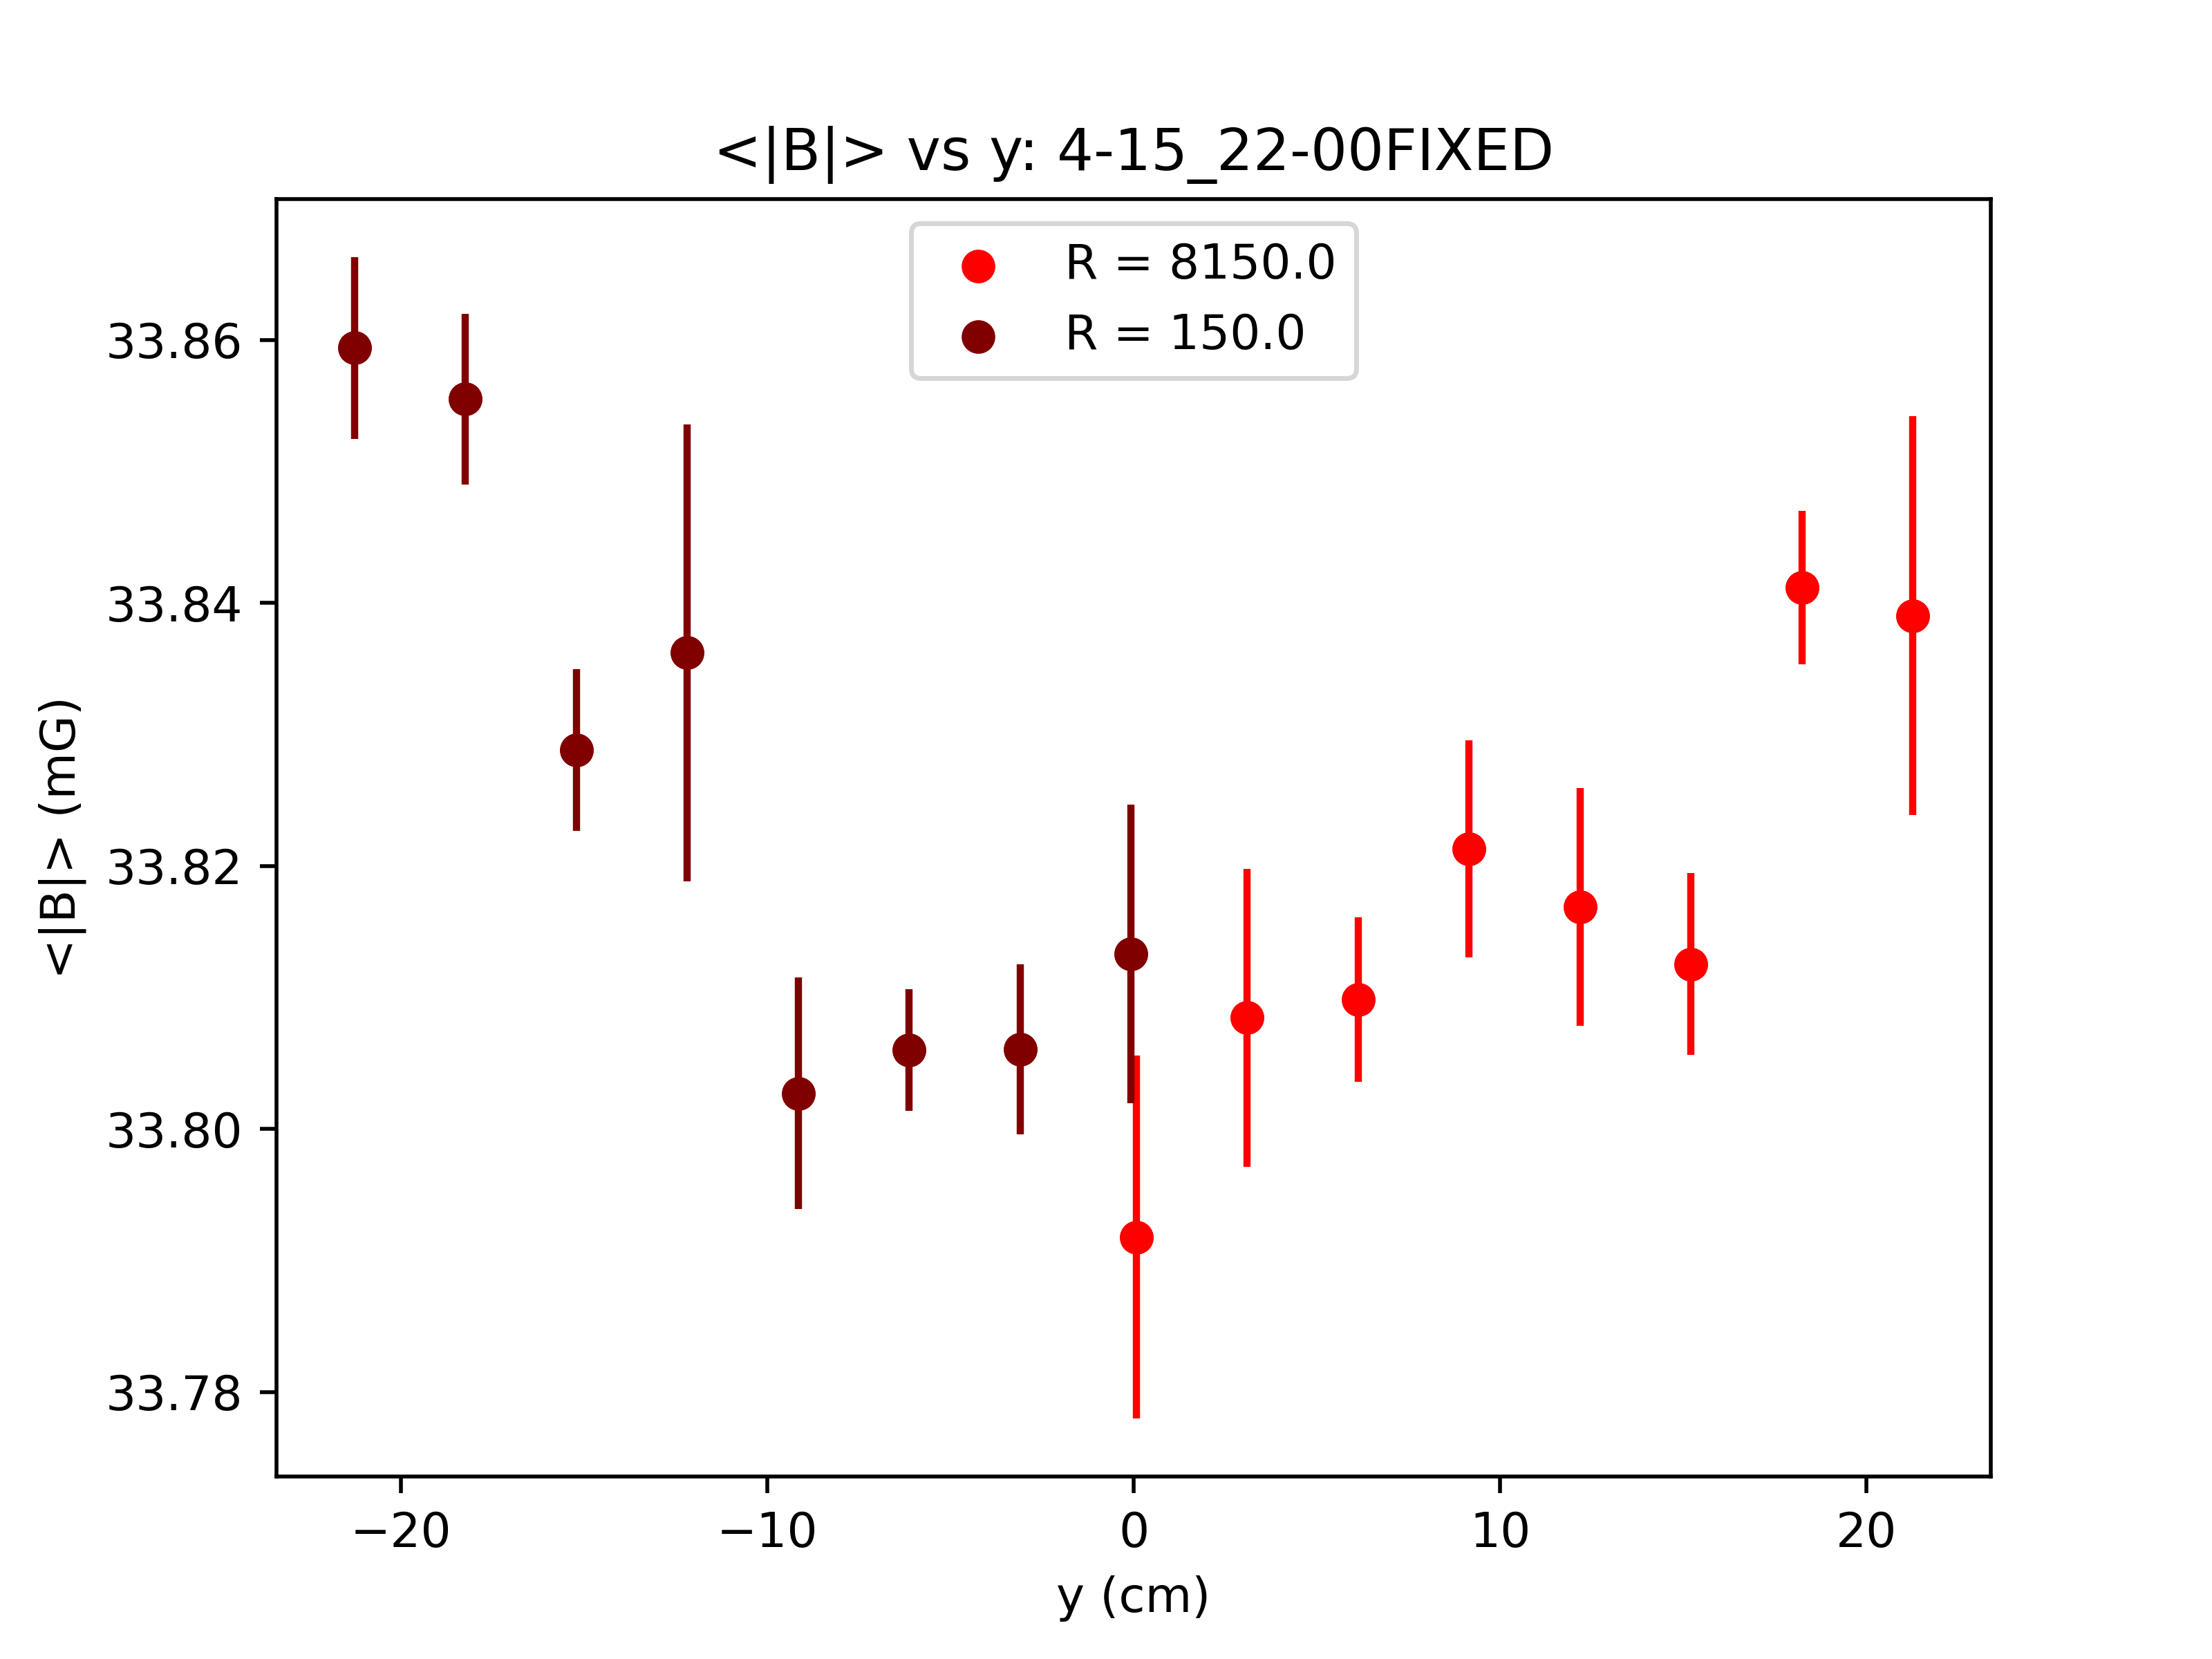 <|B|> vs y: 4-15_22-00FIXED
R = 8150.0
R = 150.0
33.86
33.84
33.82
33.80
33.78
<|B|> (mG)
−20
−10
0
10
20
y (cm)